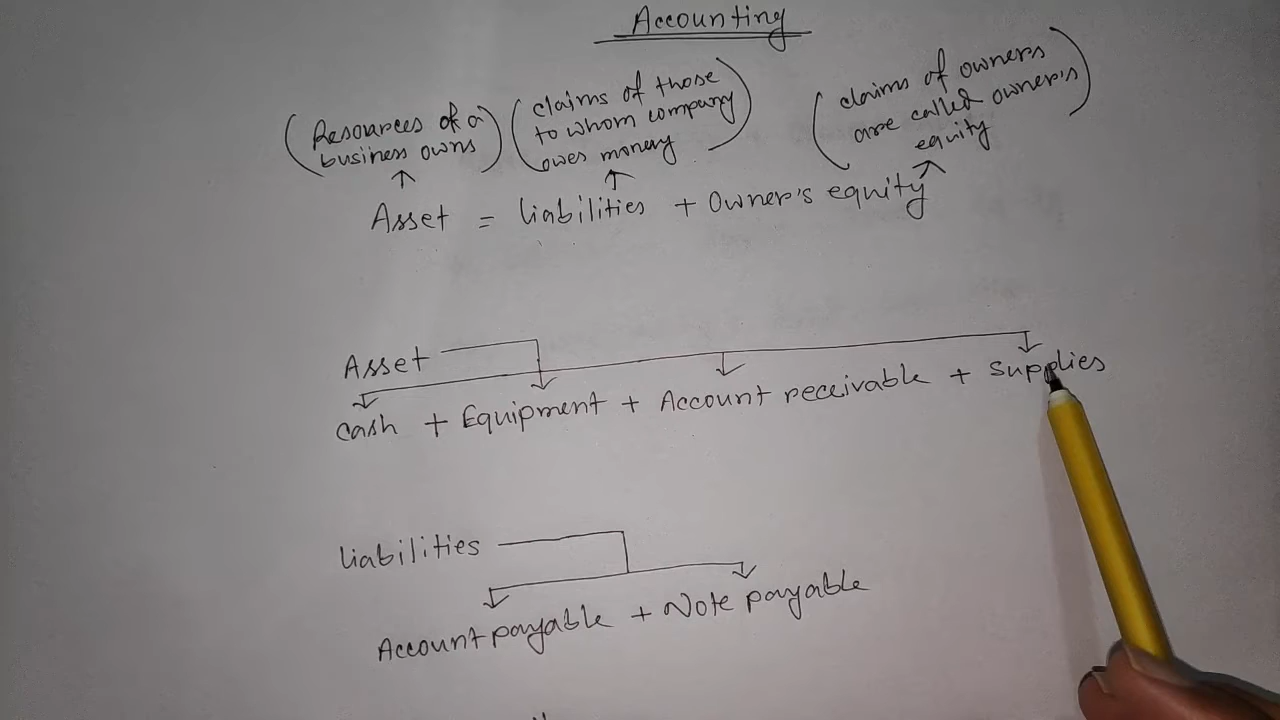 Accounting
(Resources of a
business owns)
(claims of those
to whom company
owes money)
(claims of owners
are called owner's
equity)
Asset = liabilities + Owner's equity
Asset
Cash + Equipment + Account receivable + Supplies
liabilities
Account payable + Note payable